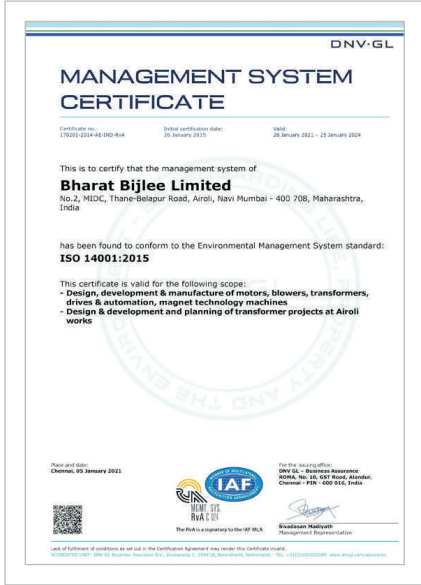 DNV·GL
MANAGEMENT SYSTEM
CERTIFICATE
Certificate no.:
170201-2014-AE-IND-RvA
Initial certification date:
26 January 2015
Valid:
26 January 2021 – 25 January 2024
This is to certify that the management system of
Bharat Bijlee Limited
No.2, MIDC, Thane-Belapur Road, Airoli, Navi Mumbai - 400 708, Maharashtra,
India
has been found to conform to the Environmental Management System standard:
ISO 14001:2015
This certificate is valid for the following scope:
- Design, development & manufacture of motors, blowers, transformers,
drives & automation, magnet technology machines
- Design & development and planning of transformer projects at Airoli
works
Place and date:
Chennai, 05 January 2021
IAF
MGMT. SYS.
RvA C 024
The RvA is a signatory to the IAF MLA
For the issuing office:
DNV GL – Business Assurance
ROMA, No. 10, GST Road, Alandur,
Chennai - PIN - 600 016, India
Sivadasan Madiyath
Management Representative
Lack of fulfilment of conditions as set out in the Certification Agreement may render this Certificate invalid.